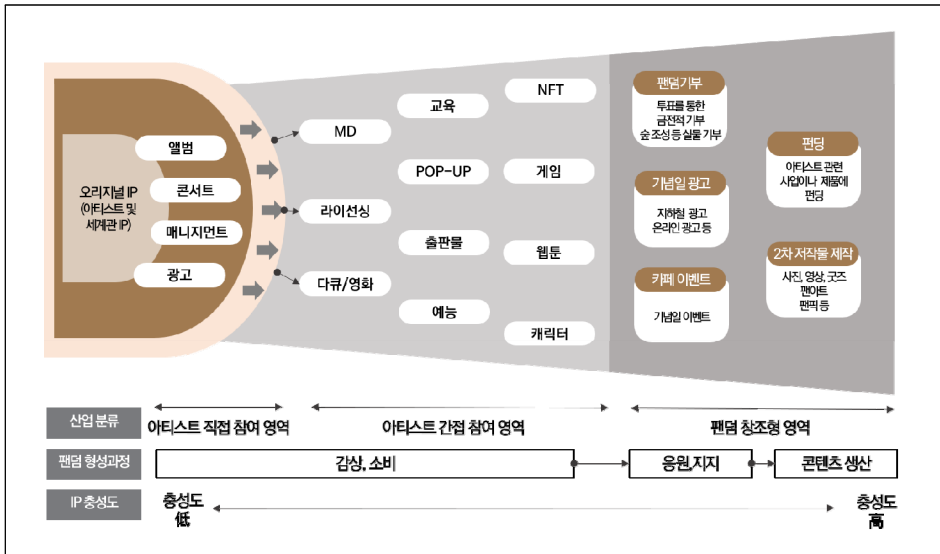 오리지널 IP
(아티스트 및
세계관 IP)
앨범
콘서트
매니지먼트
광고
MD
라이선싱
다큐/영화
교육
POP-UP
출판물
예능
NFT
게임
웹툰
캐릭터
팬덤기부
투표를 통한
금전적 기부
숲 조성 등 실물 기부
기념일 광고
지하철 광고
온라인 광고 등
카페 이벤트
기념일 이벤트
펀딩
아티스트 관련
사업이나 제품에
펀딩
2차 저작물 제작
사진, 영상, 굿즈
팬아트
팬픽 등
산업 분류
아티스트 직접 참여 영역
아티스트 간접 참여 영역
팬덤 창조형 영역
팬덤 형성과정
감상, 소비
응원,지지
콘텐츠 생산
IP 충성도
충성도
低
충성도
高